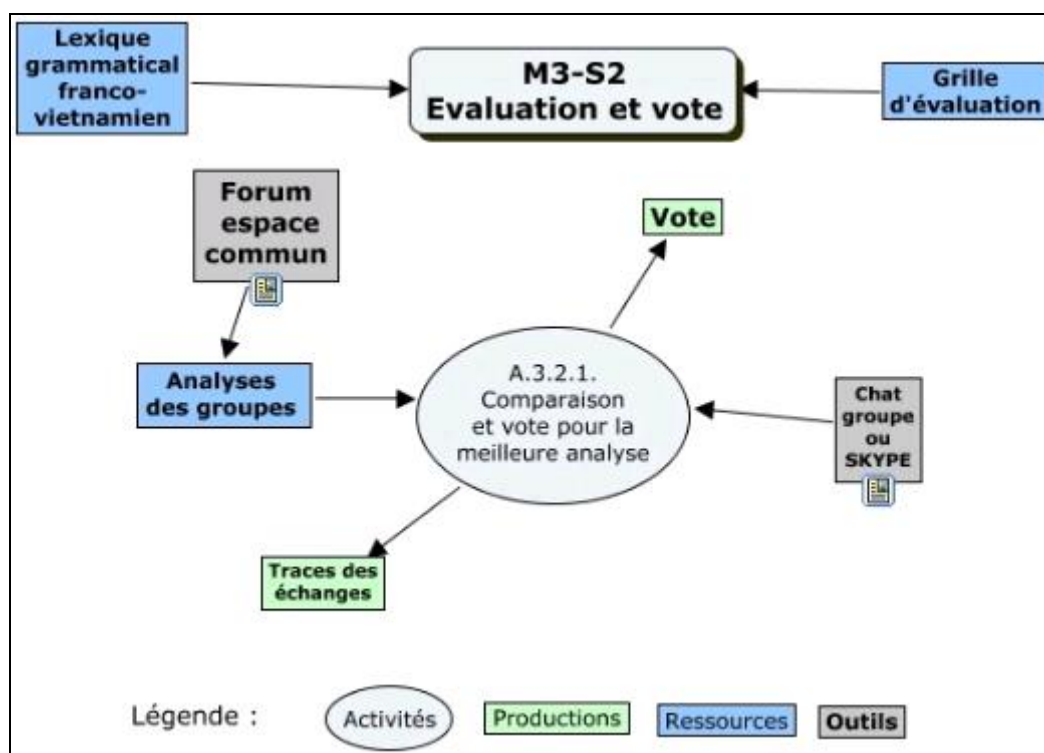 Lexique
grammatical
franco-
vietnamien
M3-S2
Evaluation et vote
Grille
d'évaluation
Forum
espace
commun
Vote
Analyses
des groupes
A.3.2.1.
Comparaison
et vote pour la
meilleure analyse
Chat
groupe
ou
SKYPE
Traces des
échanges
Légende :
Activités
Productions
Ressources
Outils